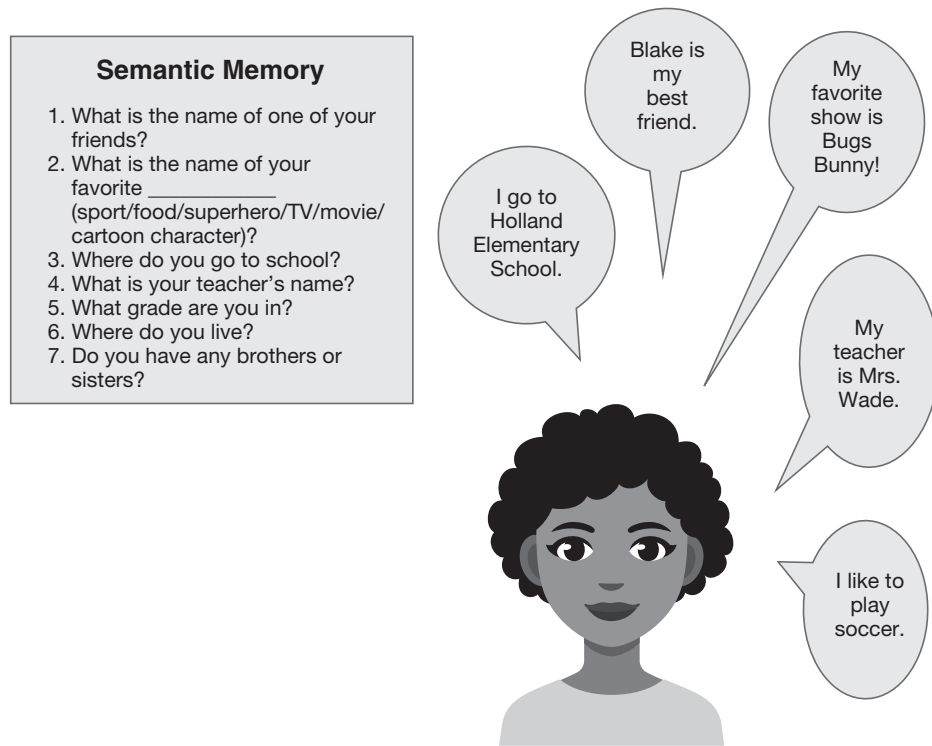 Semantic Memory
1. What is the name of one of your
friends?
2. What is the name of your
favorite ___________
(sport/food/superhero/TV/movie/
cartoon character)?
3. Where do you go to school?
4. What is your teacher’s name?
5. What grade are you in?
6. Where do you live?
7. Do you have any brothers or
sisters?
I go to
Holland
Elementary
School.
Blake is
my
best
friend.
My
favorite
show is
Bugs
Bunny!
My
teacher
is Mrs.
Wade.
I like to
play
soccer.